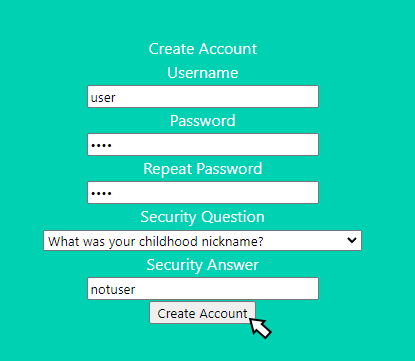 Create Account
Username
user
Password
••••
Repeat Password
••••
Security Question
What was your childhood nickname?
Security Answer
notuser
Create Account